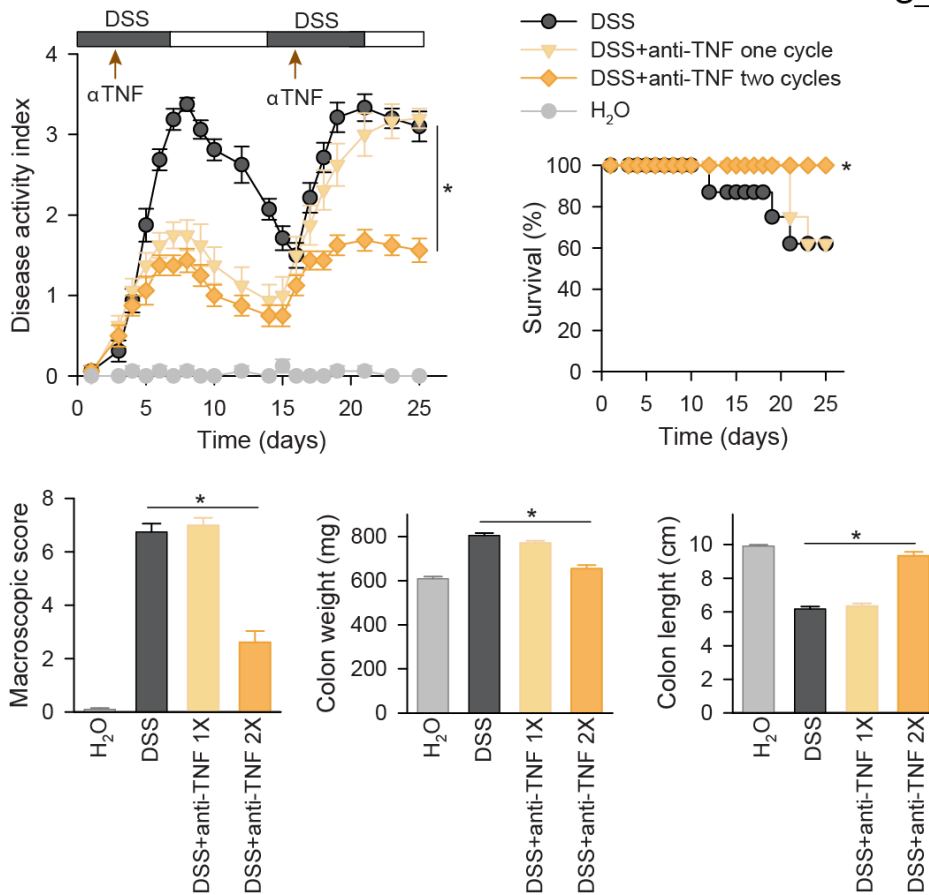 g_
DSS
DSS
αTNF
αTNF
4
3
2
1
0
Disease activity index
0
5
10
15
20
25
Time (days)
DSS
DSS+anti-TNF one cycle
DSS+anti-TNF two cycles
H₂O
*
100
80
60
40
20
0
Survival (%)
*
0
5
10
15
20
25
Time (days)
8
6
4
2
0
Macroscopic score
*
H₂O
DSS
DSS+anti-TNF 1X
DSS+anti-TNF 2X
800
600
400
200
0
Colon weight (mg)
*
H₂O
DSS
DSS+anti-TNF 1X
DSS+anti-TNF 2X
10
8
6
4
2
0
Colon lenght (cm)
*
H₂O
DSS
DSS+anti-TNF 1X
DSS+anti-TNF 2X